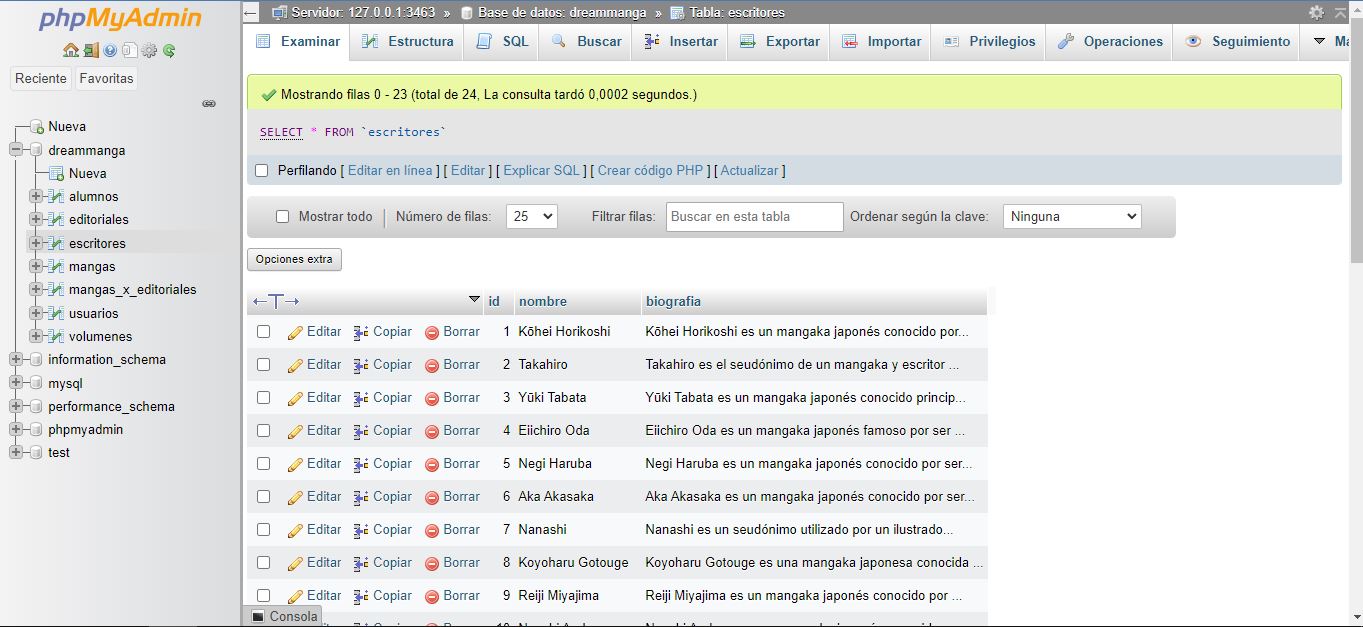 phpMyAdmin
Reciente Favoritas
Nueva
dreammanga
Nueva
alumnos
editoriales
escritores
mangas
mangas_x_editoriales
usuarios
volumenes
information_schema
mysql
performance_schema
phpmyadmin
test
Servidor: 127.0.0.1:3463 » Base de datos: dreammanga » Tabla: escritores
Examinar Estructura SQL Buscar Insertar Exportar Importar Privilegios Operaciones Seguimiento
Mostrando filas 0 - 23 (total de 24, La consulta tardó 0,0002 segundos.)
SELECT * FROM `escritores`
Perfilando [ Editar en línea ] [ Editar ] [ Explicar SQL ] [ Crear código PHP ] [ Actualizar ]
Mostrar todo | Número de filas: 25 Filtrar filas: Buscar en esta tabla Ordenar según la clave: Ninguna
Opciones extra
←T→ id nombre biografia
Editar Copiar Borrar 1 Kōhei Horikoshi Kōhei Horikoshi es un mangaka japonés conocido por...
Editar Copiar Borrar 2 Takahiro Takahiro es el seudónimo de un mangaka y escritor ...
Editar Copiar Borrar 3 Yūki Tabata Yūki Tabata es un mangaka japonés conocido princip...
Editar Copiar Borrar 4 Eiichiro Oda Eiichiro Oda es un mangaka japonés famoso por ser ...
Editar Copiar Borrar 5 Negi Haruba Negi Haruba es un mangaka japonés conocido por ser...
Editar Copiar Borrar 6 Aka Akasaka Aka Akasaka es un mangaka japonés conocido por ser...
Editar Copiar Borrar 7 Nanashi Nanashi es un seudónimo utilizado por un ilustrado...
Editar Copiar Borrar 8 Koyoharu Gotouge Koyoharu Gotouge es una mangaka japonesa conocida ...
Editar Copiar Borrar 9 Reiji Miyajima Reiji Miyajima es un mangaka japonés conocido por ...
Consola